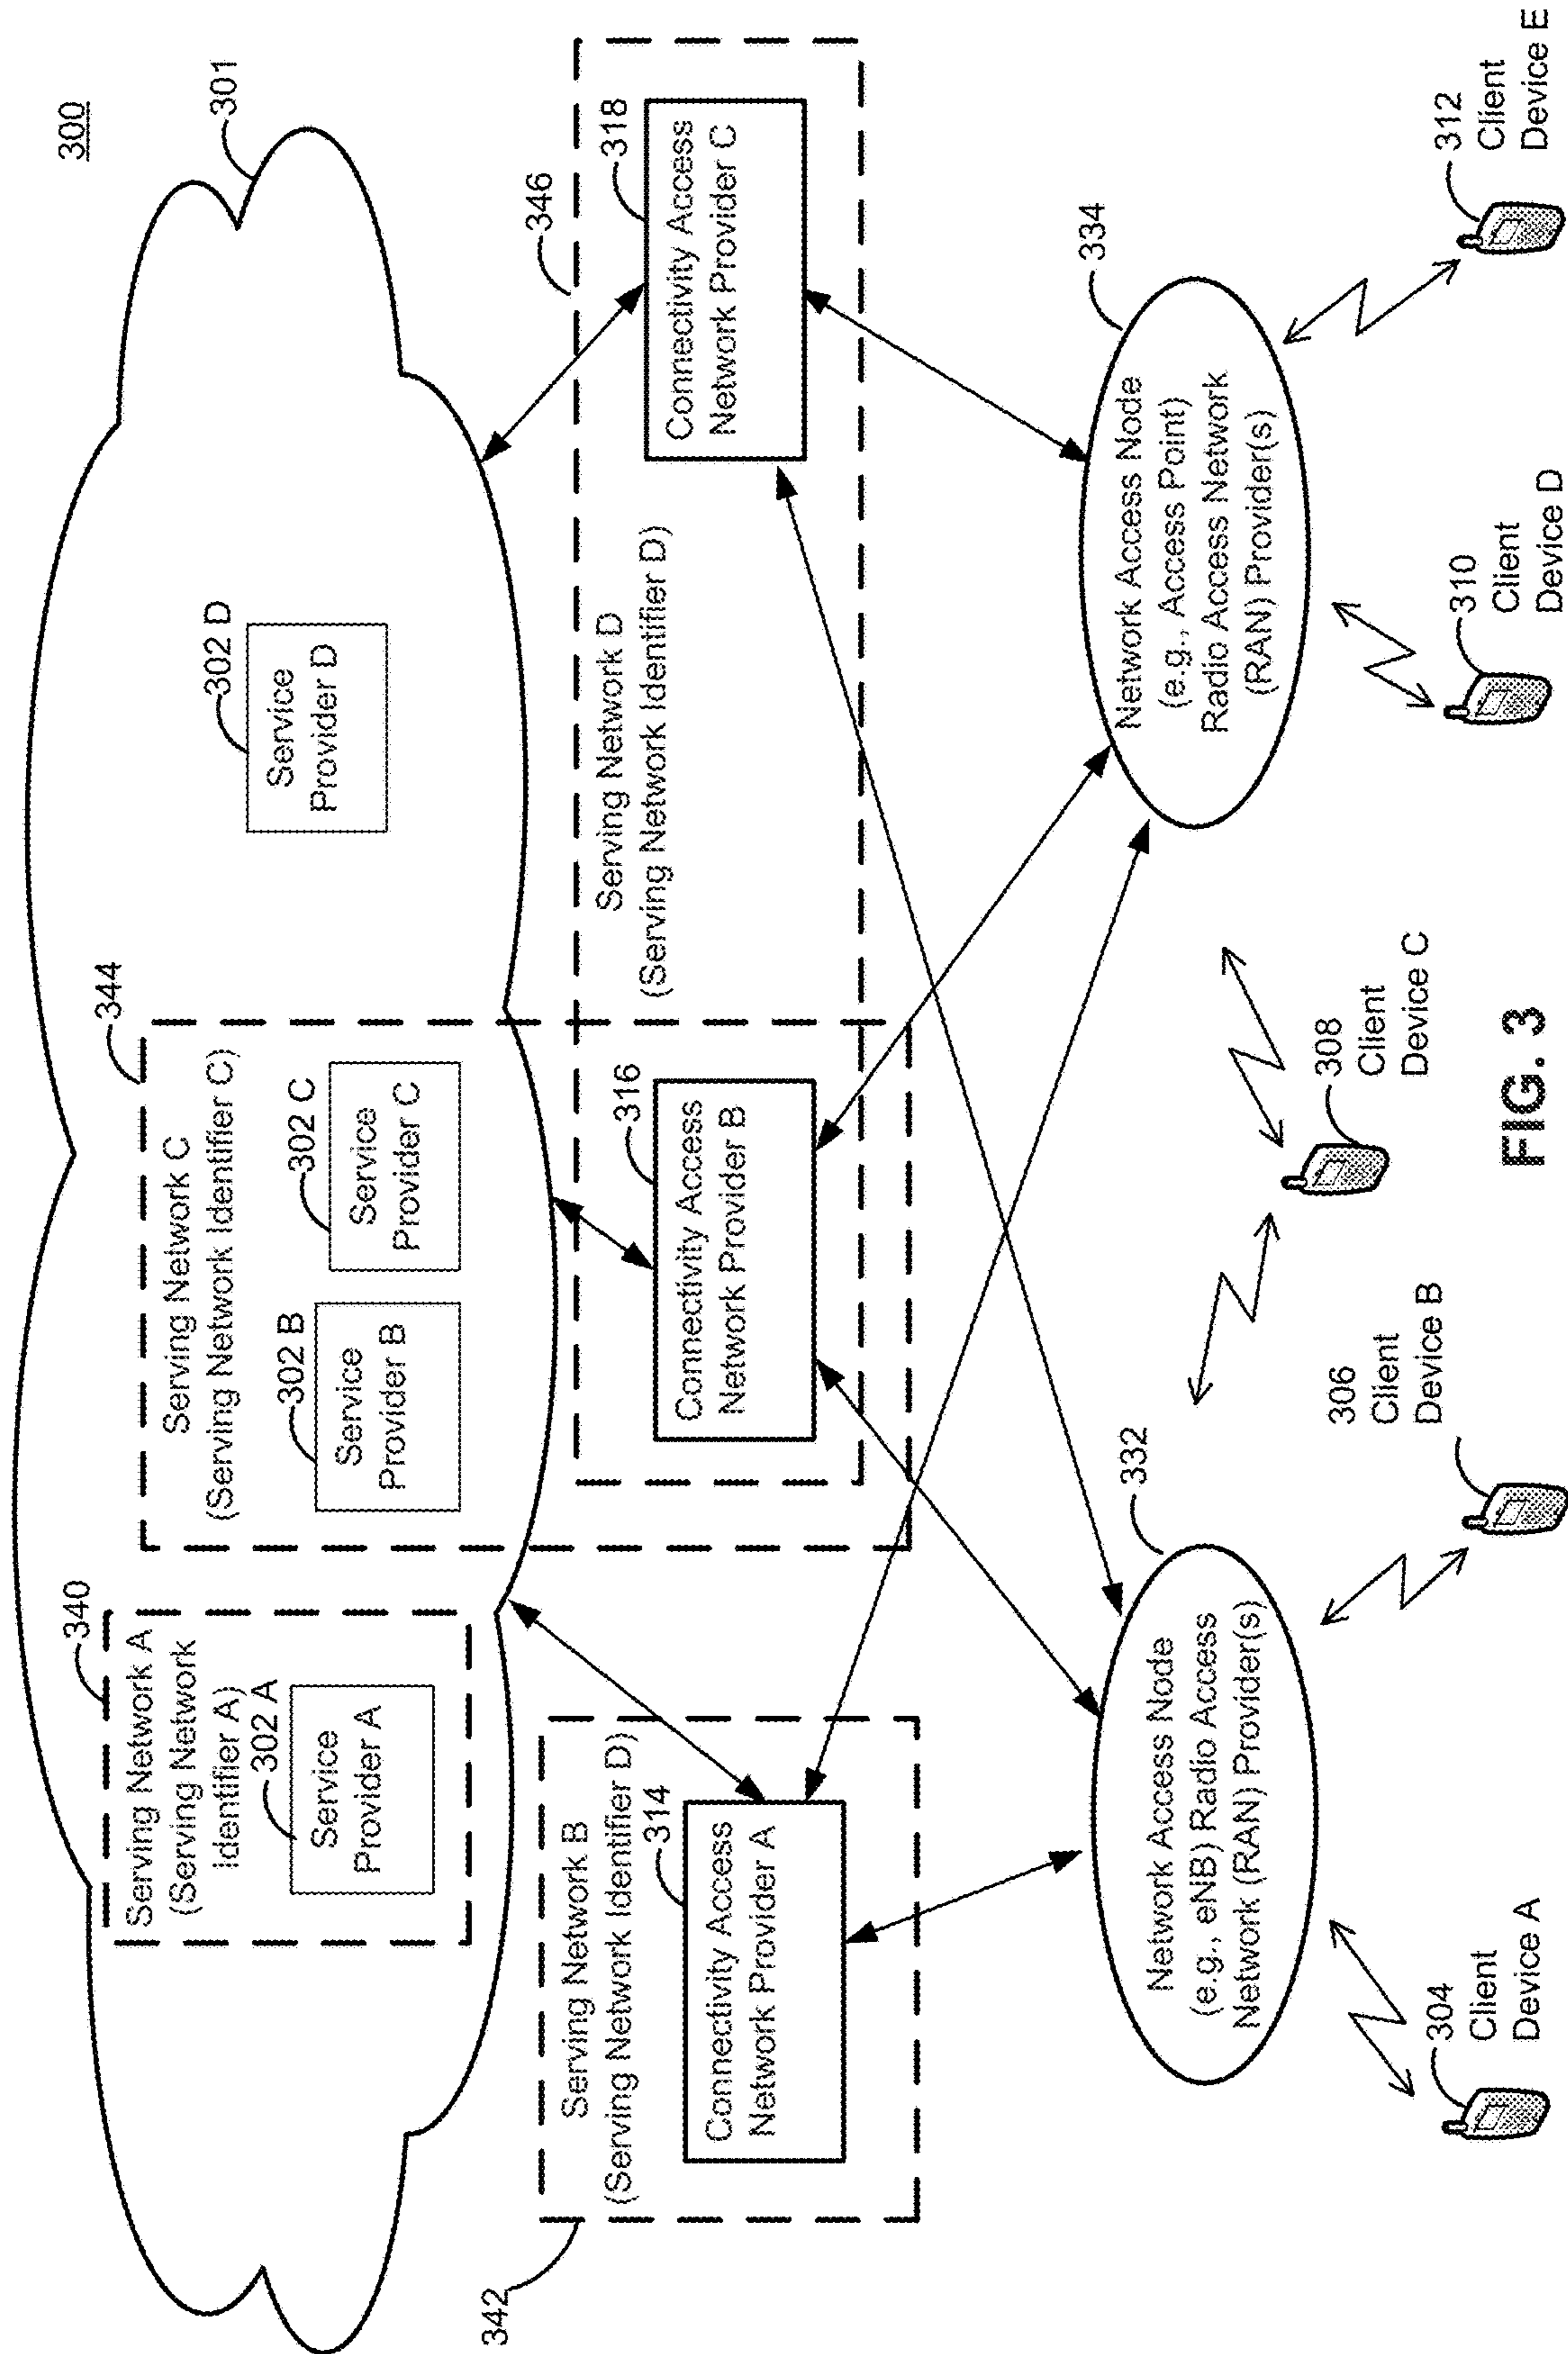 300
301
340
Serving Network A
(Serving Network
Identifier A)
302 A
Service
Provider A
344
Serving Network C
(Serving Network Identifier C)
302 B
Service
Provider B
302 C
Service
Provider C
302 D
Service
Provider D
342
Serving Network B
(Serving Network Identifier D)
314
Connectivity Access
Network Provider A
316
Connectivity Access
Network Provider B
Serving Network D
(Serving Network Identifier D)
346
318
Connectivity Access
Network Provider C
332
Network Access Node
(e.g., eNB) Radio Access
Network (RAN) Provider(s)
334
Network Access Node
(e.g., Access Point)
Radio Access Network
(RAN) Provider(s)
304
Client
Device A
306
Client
Device B
308
Client
Device C
310
Client
Device D
312
Client
Device E
FIG. 3